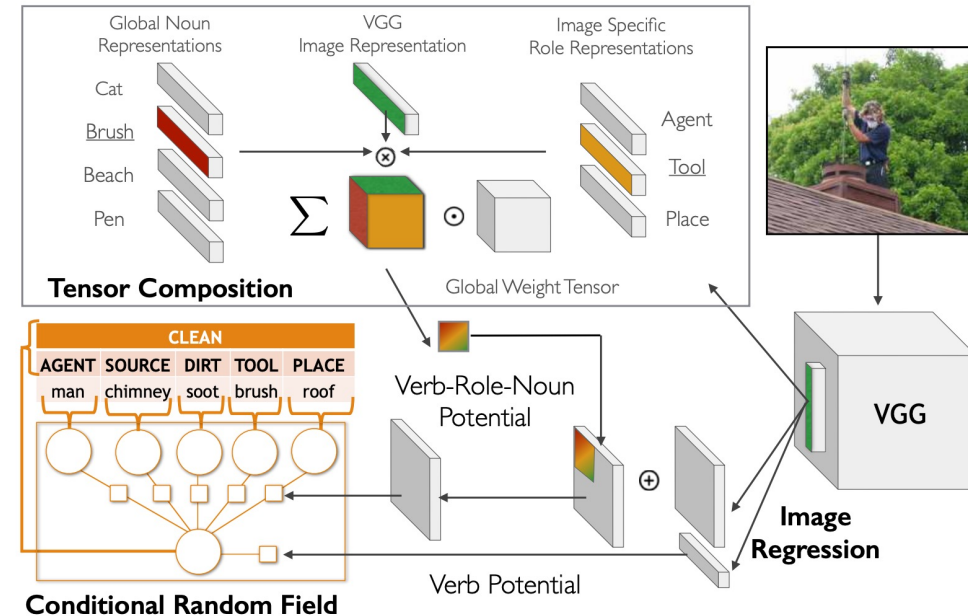 Global Noun
Representations
VGG
Image Representation
Image Specific
Role Representations
Cat
Brush
Beach
Pen
Agent
Tool
Place
∑
Tensor Composition
Global Weight Tensor
CLEAN
AGENT SOURCE DIRT TOOL PLACE
man chimney soot brush roof
Verb-Role-Noun
Potential
VGG
Image
Regression
Verb Potential
Conditional Random Field